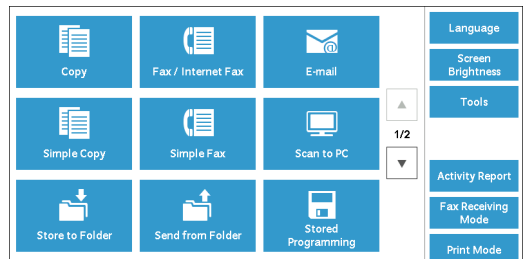 Copy
Fax / Internet Fax
E-mail
Simple Copy
Simple Fax
Scan to PC
Store to Folder
Send from Folder
Stored
Programming
1/2
Language
Screen
Brightness
Tools
Activity Report
Fax Receiving
Mode
Print Mode